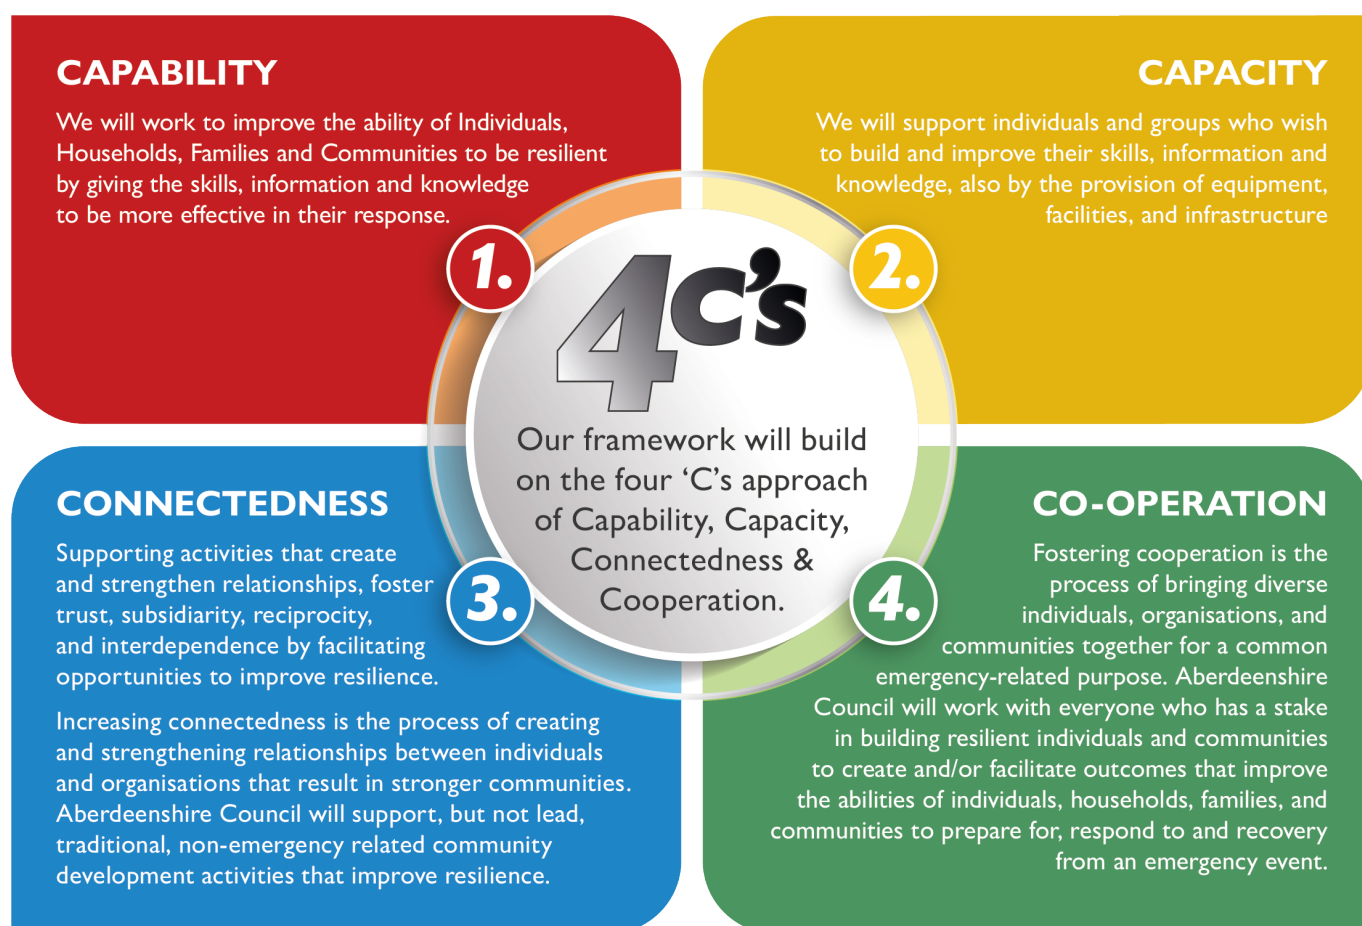 CAPABILITY
We will work to improve the ability of Individuals,
Households, Families and Communities to be resilient
by giving the skills, information and knowledge
to be more effective in their response.
1.
CAPACITY
We will support individuals and groups who wish
to build and improve their skills, information and
knowledge, also by the provision of equipment,
facilities, and infrastructure
2.
4C's
Our framework will build
on the four ‘C’s approach
of Capability, Capacity,
Connectedness &
Cooperation.
CONNECTEDNESS
Supporting activities that create
and strengthen relationships, foster
trust, subsidiarity, reciprocity,
and interdependence by facilitating
opportunities to improve resilience.
3.
Increasing connectedness is the process of creating
and strengthening relationships between individuals
and organisations that result in stronger communities.
Aberdeenshire Council will support, but not lead,
traditional, non-emergency related community
development activities that improve resilience.
CO-OPERATION
Fostering cooperation is the
process of bringing diverse
individuals, organisations, and
communities together for a common
emergency-related purpose. Aberdeenshire
Council will work with everyone who has a stake
in building resilient individuals and communities
to create and/or facilitate outcomes that improve
the abilities of individuals, households, families, and
communities to prepare for, respond to and recovery
from an emergency event.
4.